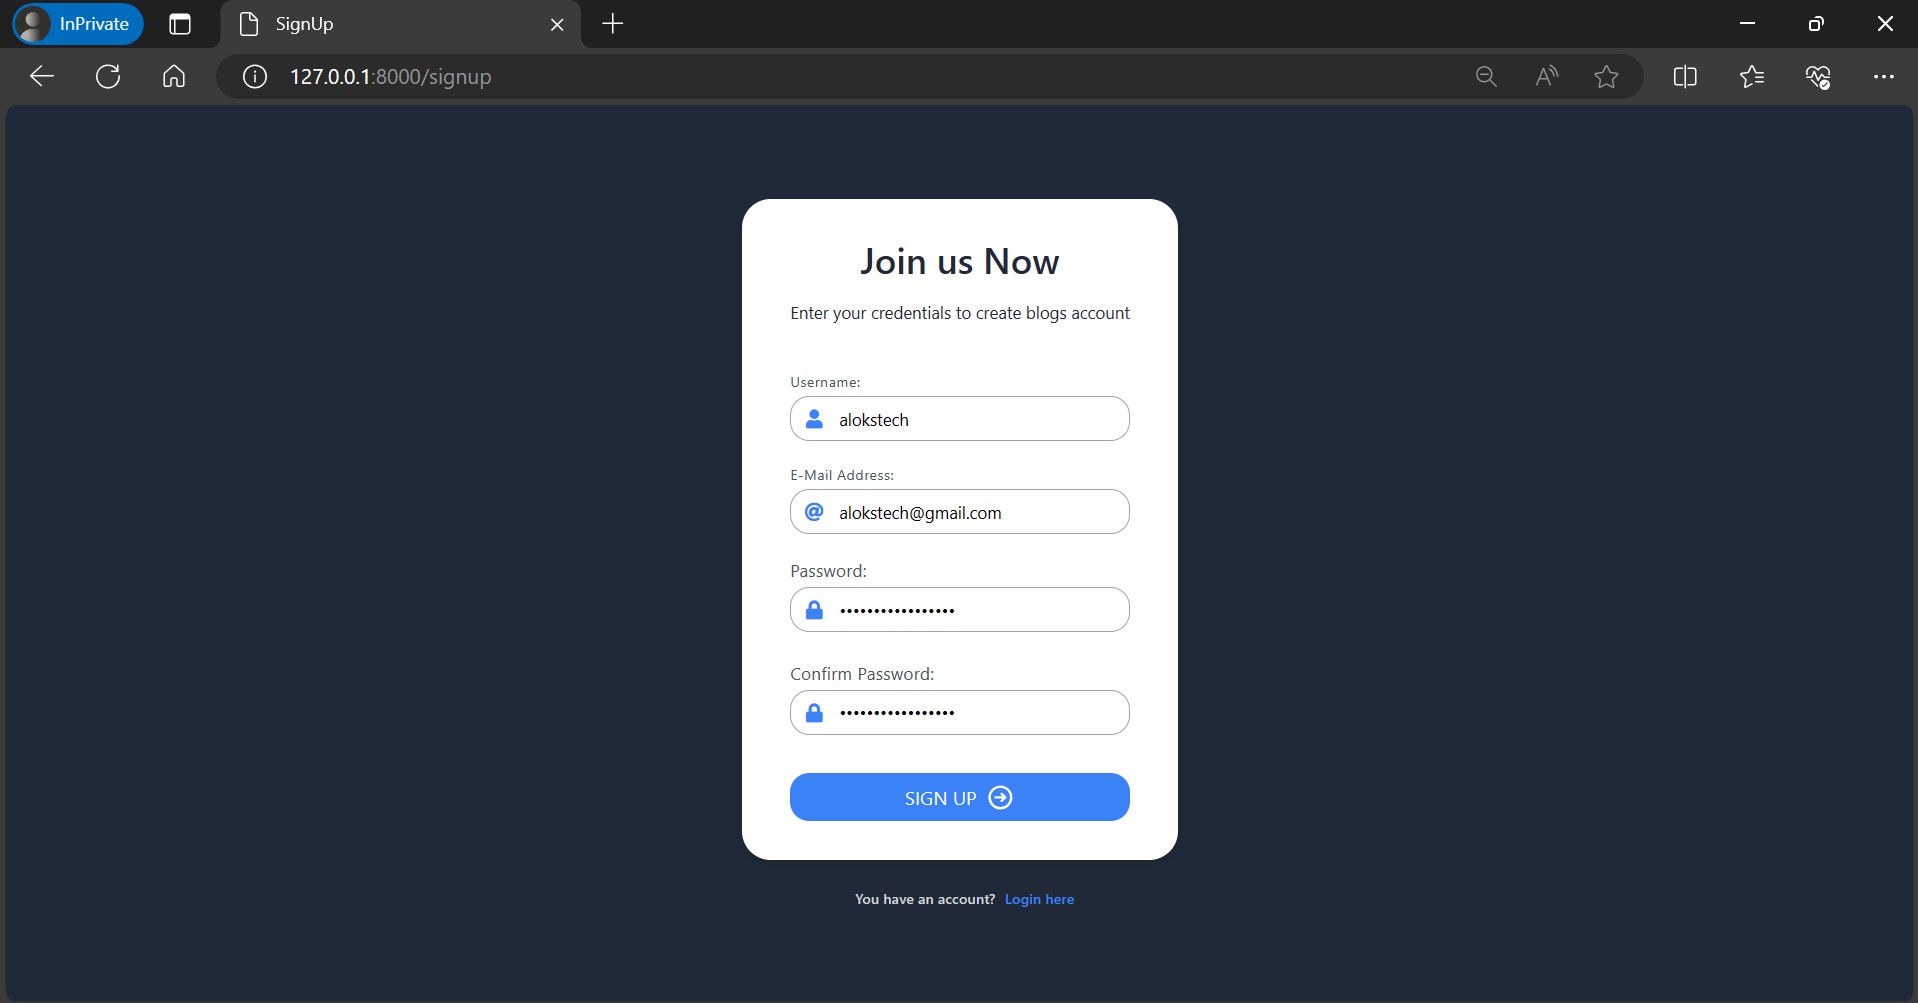 InPrivate
SignUp
127.0.0.1:8000/signup
Join us Now
Enter your credentials to create blogs account
Username:
alokstech
E-Mail Address:
alokstech@gmail.com
Password:
•••••••••••••••••
Confirm Password:
•••••••••••••••••
SIGN UP
You have an account? Login here